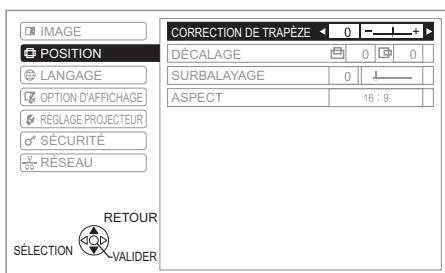 IMAGE
POSITION
LANGAGE
OPTION D'AFFICHAGE
RÉGLAGE PROJECTEUR
SÉCURITÉ
RÉSEAU
CORRECTION DE TRAPÈZE 0 - +
DÉCALAGE 0 0
SURBALAYAGE 0
ASPECT 16 : 9
RETOUR
SÉLECTION
VALIDER